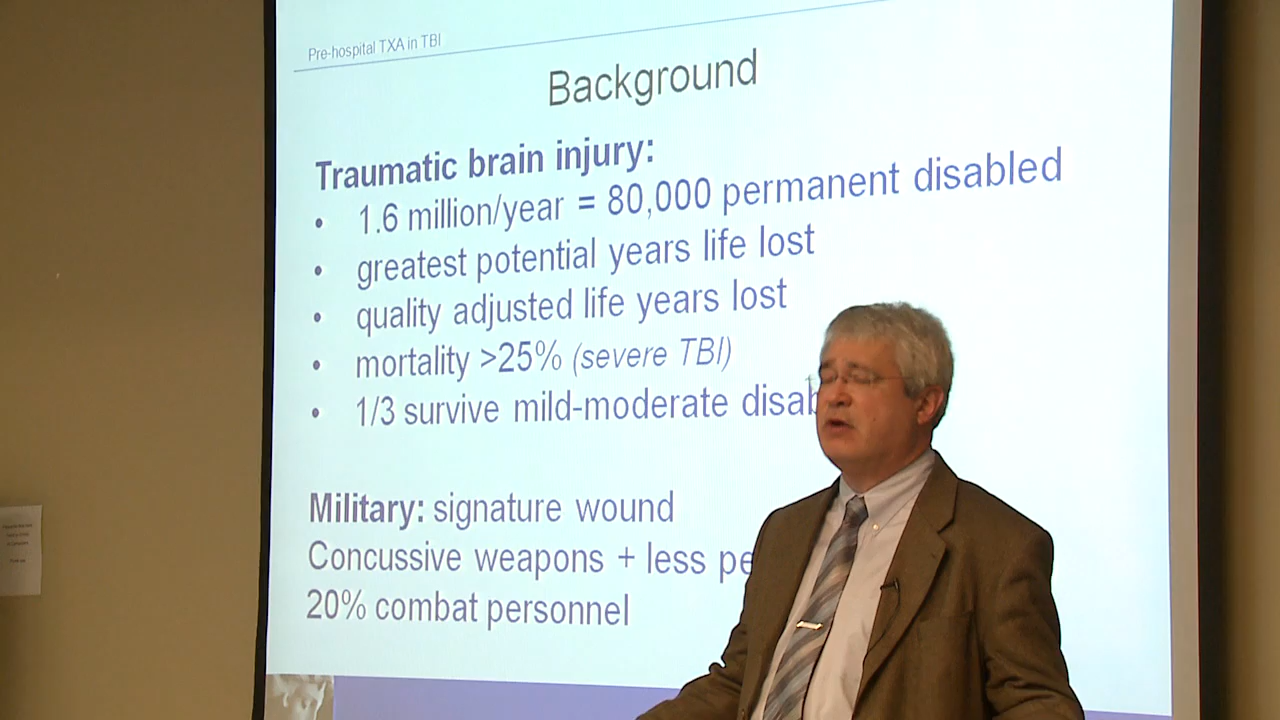 Pre-hospital TXA in TBI
Background
Traumatic brain injury:
• 1.6 million/year = 80,000 permanent disabled
• greatest potential years life lost
• quality adjusted life years lost
• mortality >25% (severe TBI)
• 1/3 survive mild-moderate disab
Military: signature wound
Concussive weapons + less pe
20% combat personnel